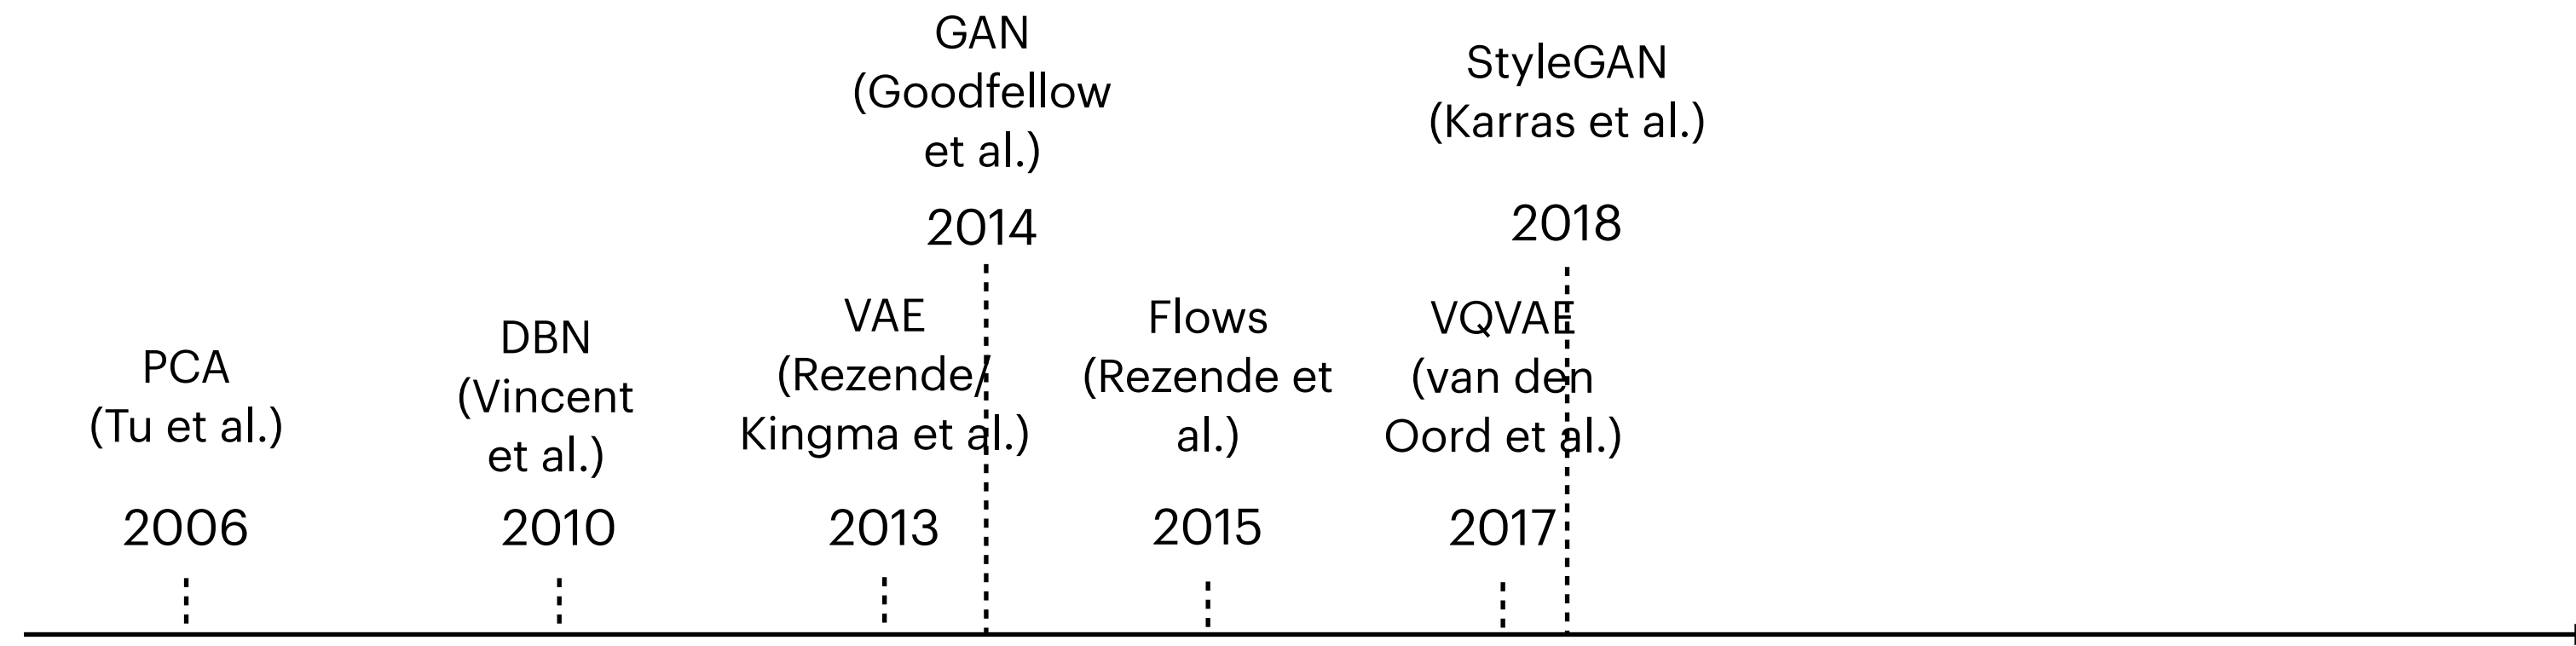 GAN
(Goodfellow
et al.)
2014
StyleGAN
(Karras et al.)
2018
PCA
(Tu et al.)
2006
DBN
(Vincent
et al.)
2010
VAE
(Rezende/
Kingma et al.)
2013
Flows
(Rezende et
al.)
2015
VQVAE
(van den
Oord et al.)
2017